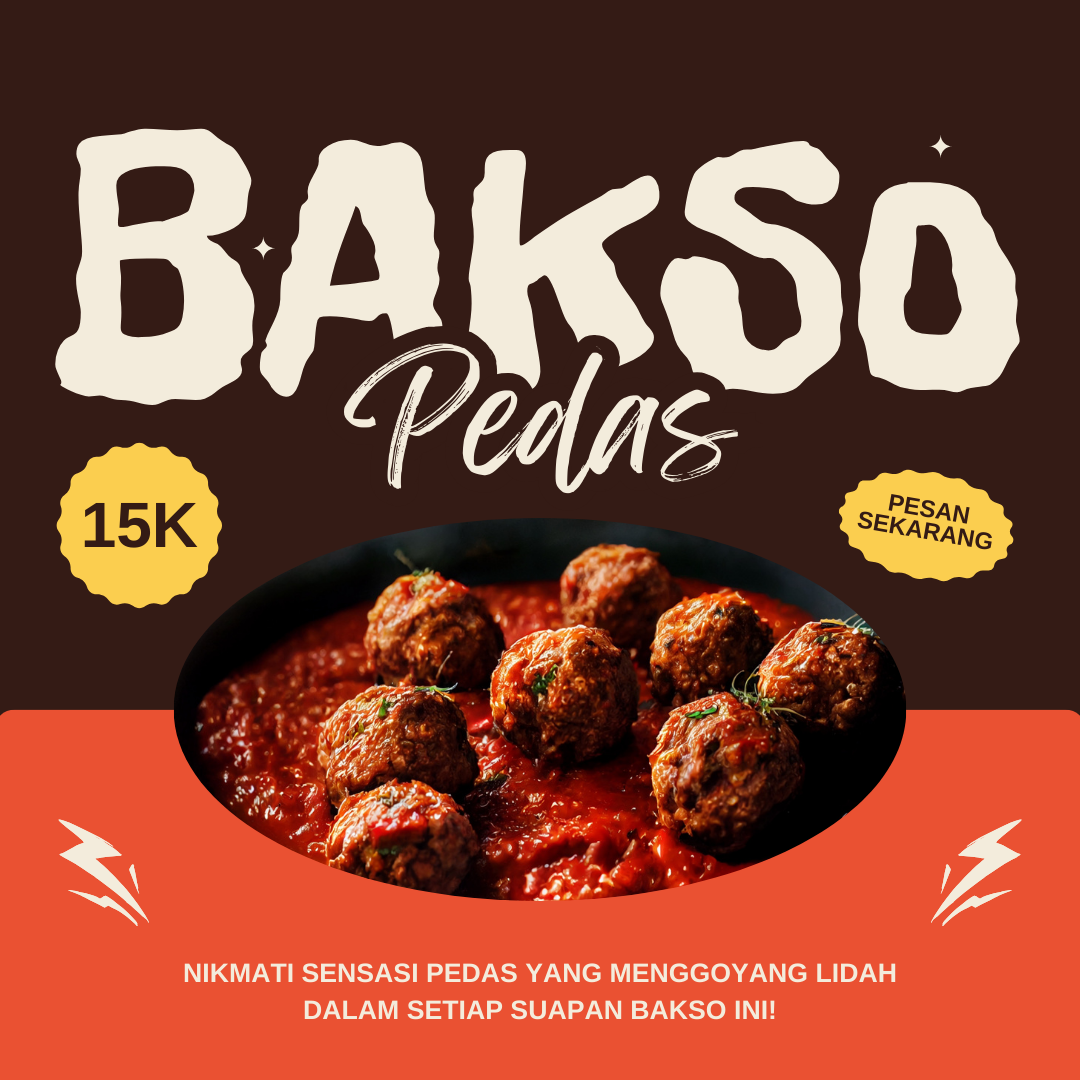 BAKSO
Pedas
15K
PESAN
SEKARANG
NIKMATI SENSASI PEDAS YANG MENGGOYANG LIDAH
DALAM SETIAP SUAPAN BAKSO INI!